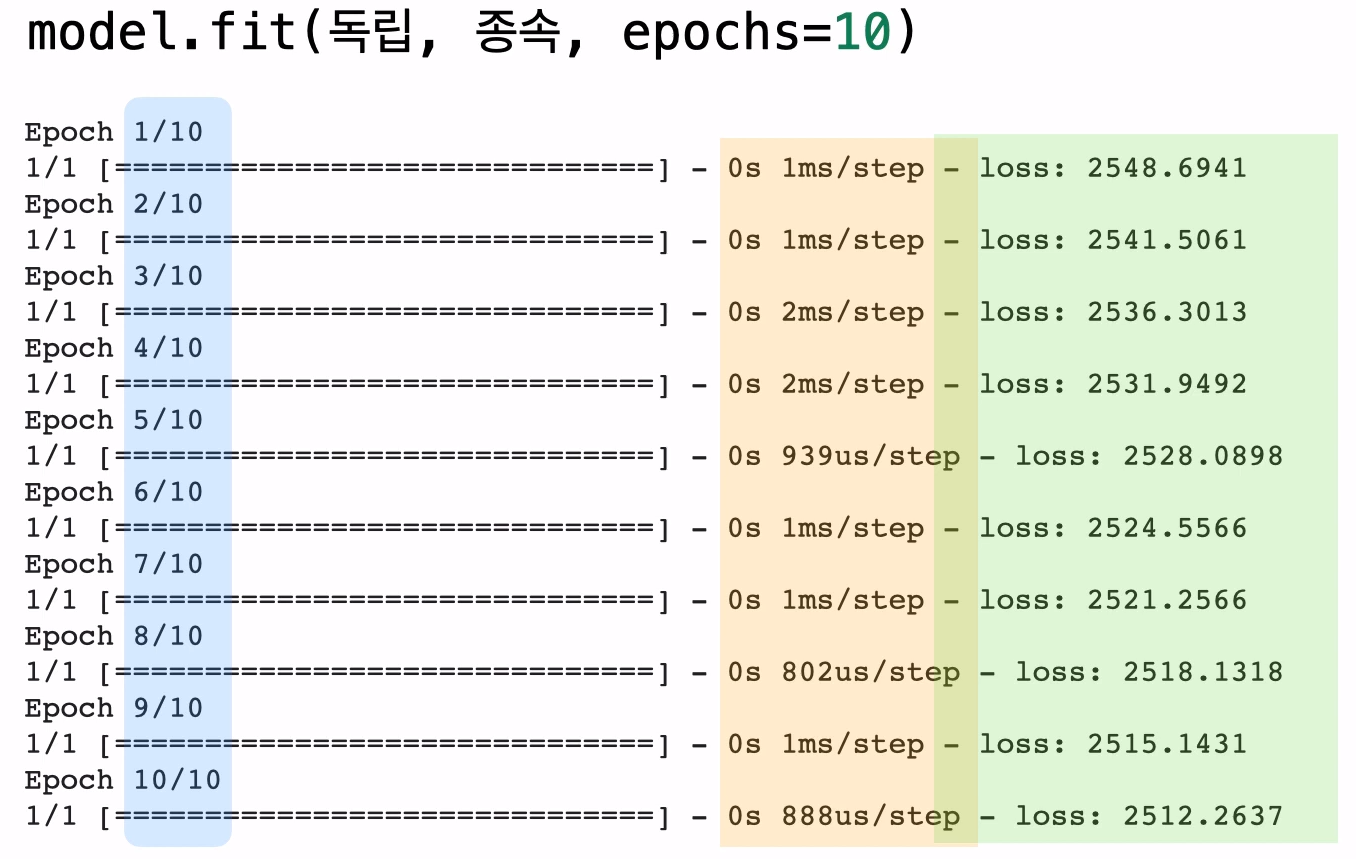 model.fit(독립, 종속, epochs=10)
Epoch 1/10
1/1 [==============================] - 0s 1ms/step - loss: 2548.6941
Epoch 2/10
1/1 [==============================] - 0s 1ms/step - loss: 2541.5061
Epoch 3/10
1/1 [==============================] - 0s 2ms/step - loss: 2536.3013
Epoch 4/10
1/1 [==============================] - 0s 2ms/step - loss: 2531.9492
Epoch 5/10
1/1 [==============================] - 0s 939us/step - loss: 2528.0898
Epoch 6/10
1/1 [==============================] - 0s 1ms/step - loss: 2524.5566
Epoch 7/10
1/1 [==============================] - 0s 1ms/step - loss: 2521.2566
Epoch 8/10
1/1 [==============================] - 0s 802us/step - loss: 2518.1318
Epoch 9/10
1/1 [==============================] - 0s 1ms/step - loss: 2515.1431
Epoch 10/10
1/1 [==============================] - 0s 888us/step - loss: 2512.2637